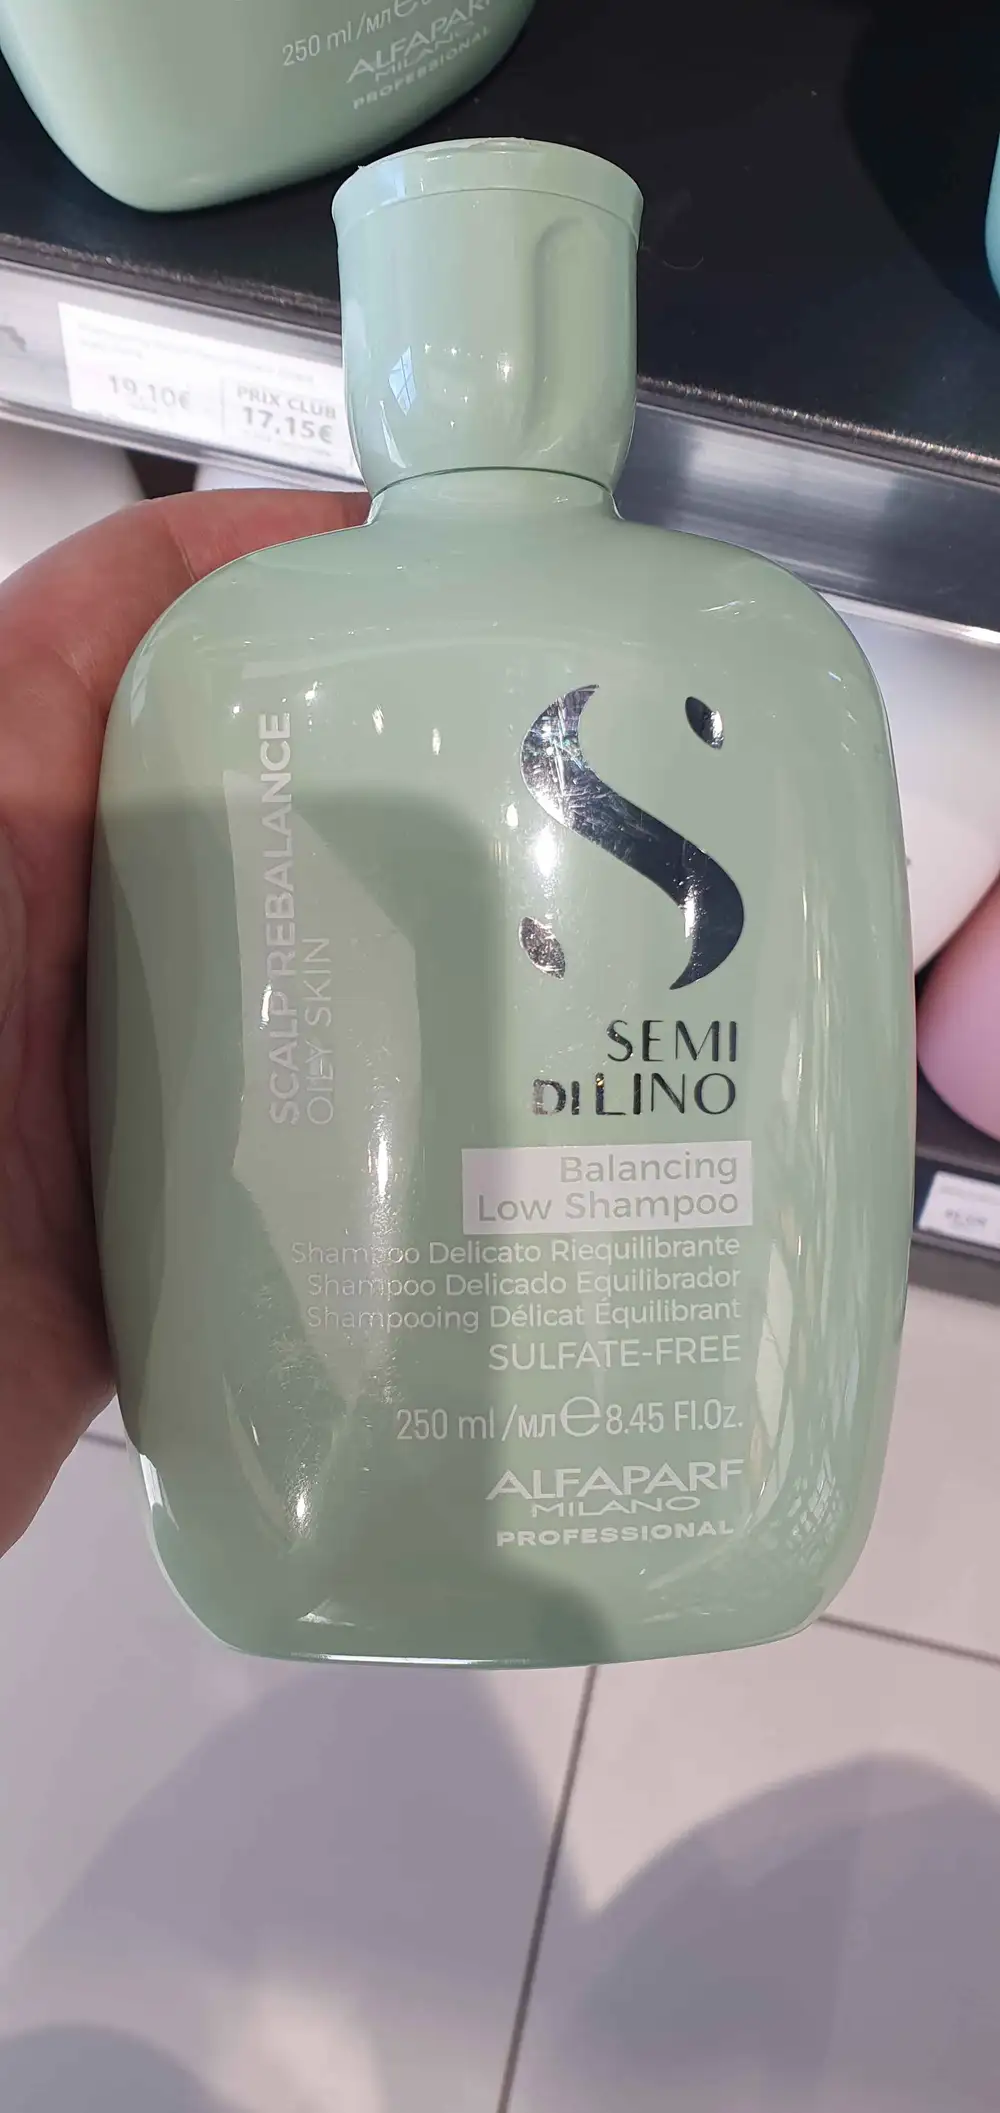 250 ml/мл e
ALFAPARF
MILANO
PROFESSIONAL
19,10€
PRIX CLUB
17,15€
SCALP REBALANCE
OILY SKIN
SEMI
DI LINO
Balancing
Low Shampoo
Shampoo Delicato Riequilibrante
Shampoo Delicado Equilibrador
Shampooing Délicat Équilibrant
SULFATE-FREE
250 ml/мл e 8.45 Fl.Oz.
ALFAPARF
MILANO
PROFESSIONAL